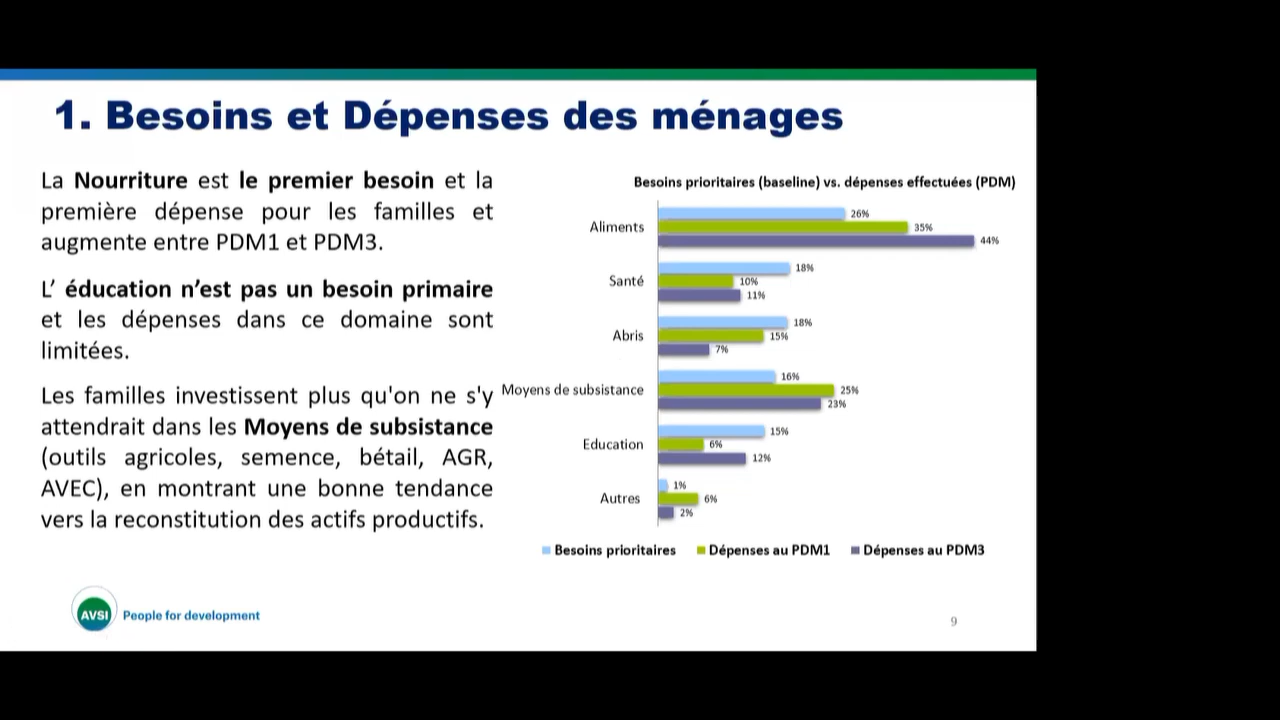 1. Besoins et Dépenses des ménages
La Nourriture est le premier besoin et la
première dépense pour les familles et
augmente entre PDM1 et PDM3.
L’ éducation n’est pas un besoin primaire
et les dépenses dans ce domaine sont
limitées.
Les familles investissent plus qu'on ne s'y
attendrait dans les Moyens de subsistance
(outils agricoles, semence, bétail, AGR,
AVEC), en montrant une bonne tendance
vers la reconstitution des actifs productifs.
Besoins prioritaires (baseline) vs. dépenses effectuées (PDM)
Aliments
26%
35%
44%
Santé
18%
10%
11%
Abris
18%
15%
7%
Moyens de subsistance
16%
25%
23%
Education
15%
6%
12%
Autres
1%
6%
2%
Besoins prioritaires Dépenses au PDM1 Dépenses au PDM3
AVSI People for development
9